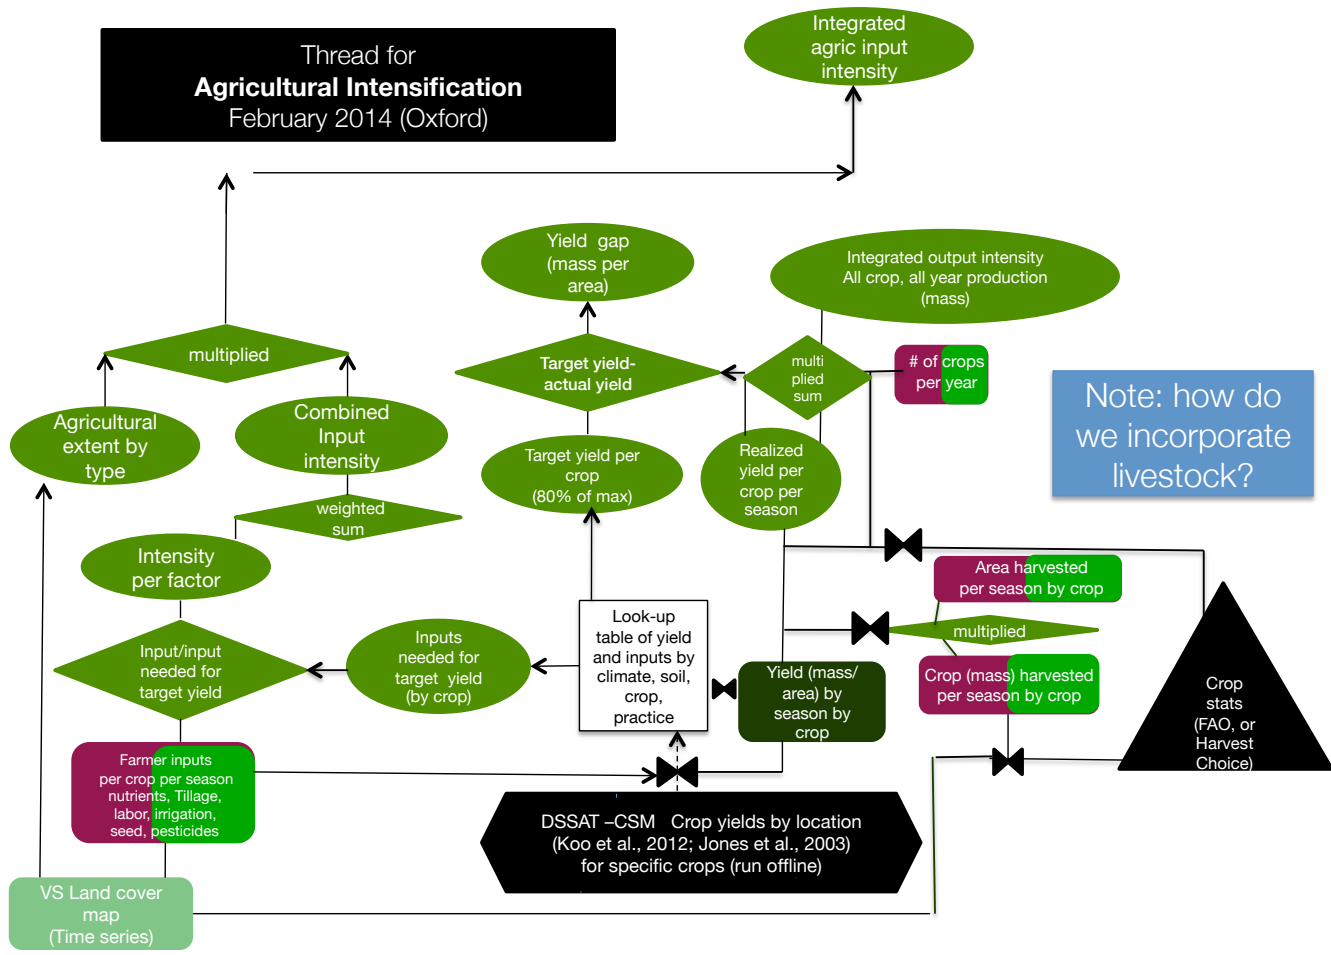 Thread for
Agricultural Intensification
February 2014 (Oxford)
Integrated
agric input
intensity
Yield gap
(mass per
area)
Integrated output intensity
All crop, all year production
(mass)
multiplied
Target yield-
actual yield
multi
plied
sum
# of crops
per year
Note: how do
we incorporate
livestock?
Agricultural
extent by
type
Combined
Input
intensity
Target yield per
crop
(80% of max)
Realized
yield per
crop per
season
weighted
sum
Intensity
per factor
Area harvested
per season by crop
multiplied
Crop (mass) harvested
per season by crop
Input/input
needed for
target yield
Inputs
needed for
target yield
(by crop)
Look-up
table of yield
and inputs by
climate, soil,
crop,
practice
Yield (mass/
area) by
season by
crop
Crop
stats
(FAO, or
Harvest
Choice)
Farmer inputs
per crop per season
nutrients, Tillage,
labor, irrigation,
seed, pesticides
DSSAT –CSM Crop yields by location
(Koo et al., 2012; Jones et al., 2003)
for specific crops (run offline)
VS Land cover
map
(Time series)